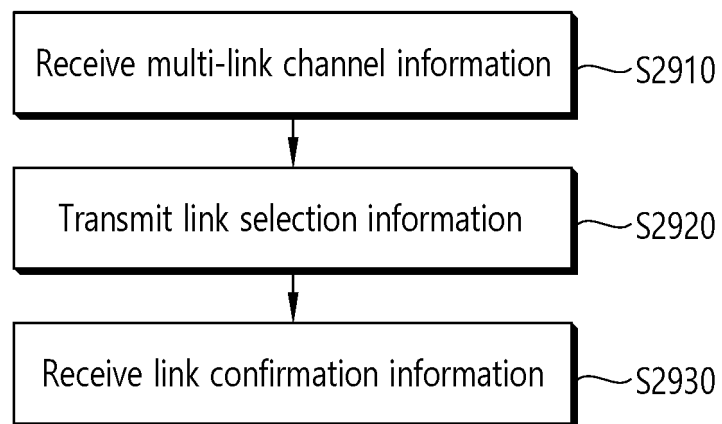 Receive multi-link channel information
S2910
Transmit link selection information
S2920
Receive link confirmation information
S2930